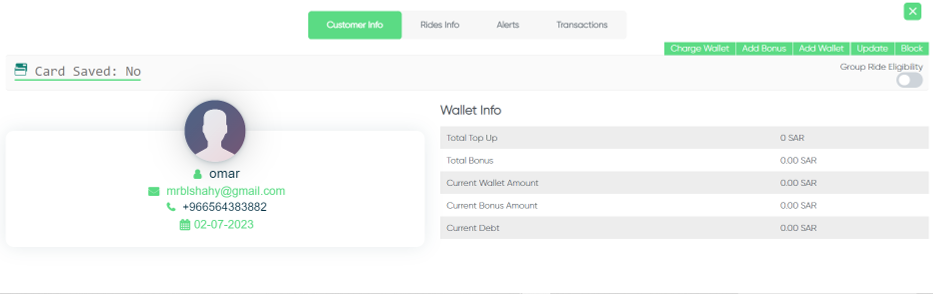 Customer Info Rides Info Alerts Transactions
Charge Wallet Add Bonus Add Wallet Update Block
Card Saved: No
Group Ride Eligibility
omar
mrblshahy@gmail.com
+966564383882
02-07-2023
Wallet Info
Total Top Up 0 SAR
Total Bonus 0.00 SAR
Current Wallet Amount 0.00 SAR
Current Bonus Amount 0.00 SAR
Current Debt 0.00 SAR